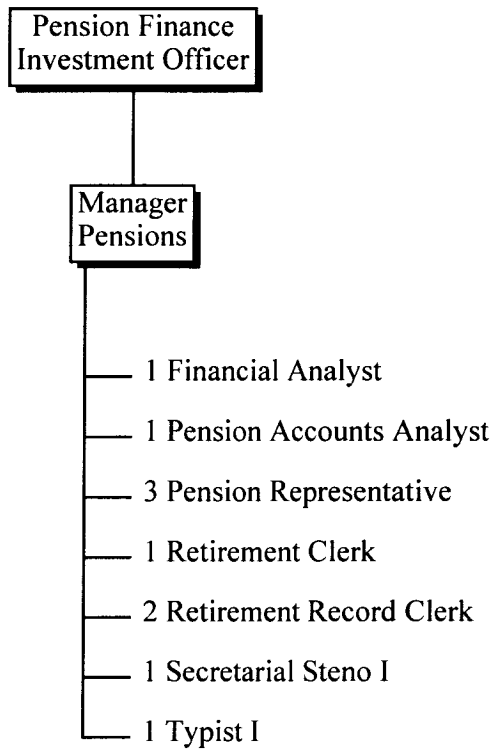 Pension Finance
Investment Officer
Manager
Pensions
1 Financial Analyst
1 Pension Accounts Analyst
3 Pension Representative
1 Retirement Clerk
2 Retirement Record Clerk
1 Secretarial Steno I
1 Typist I